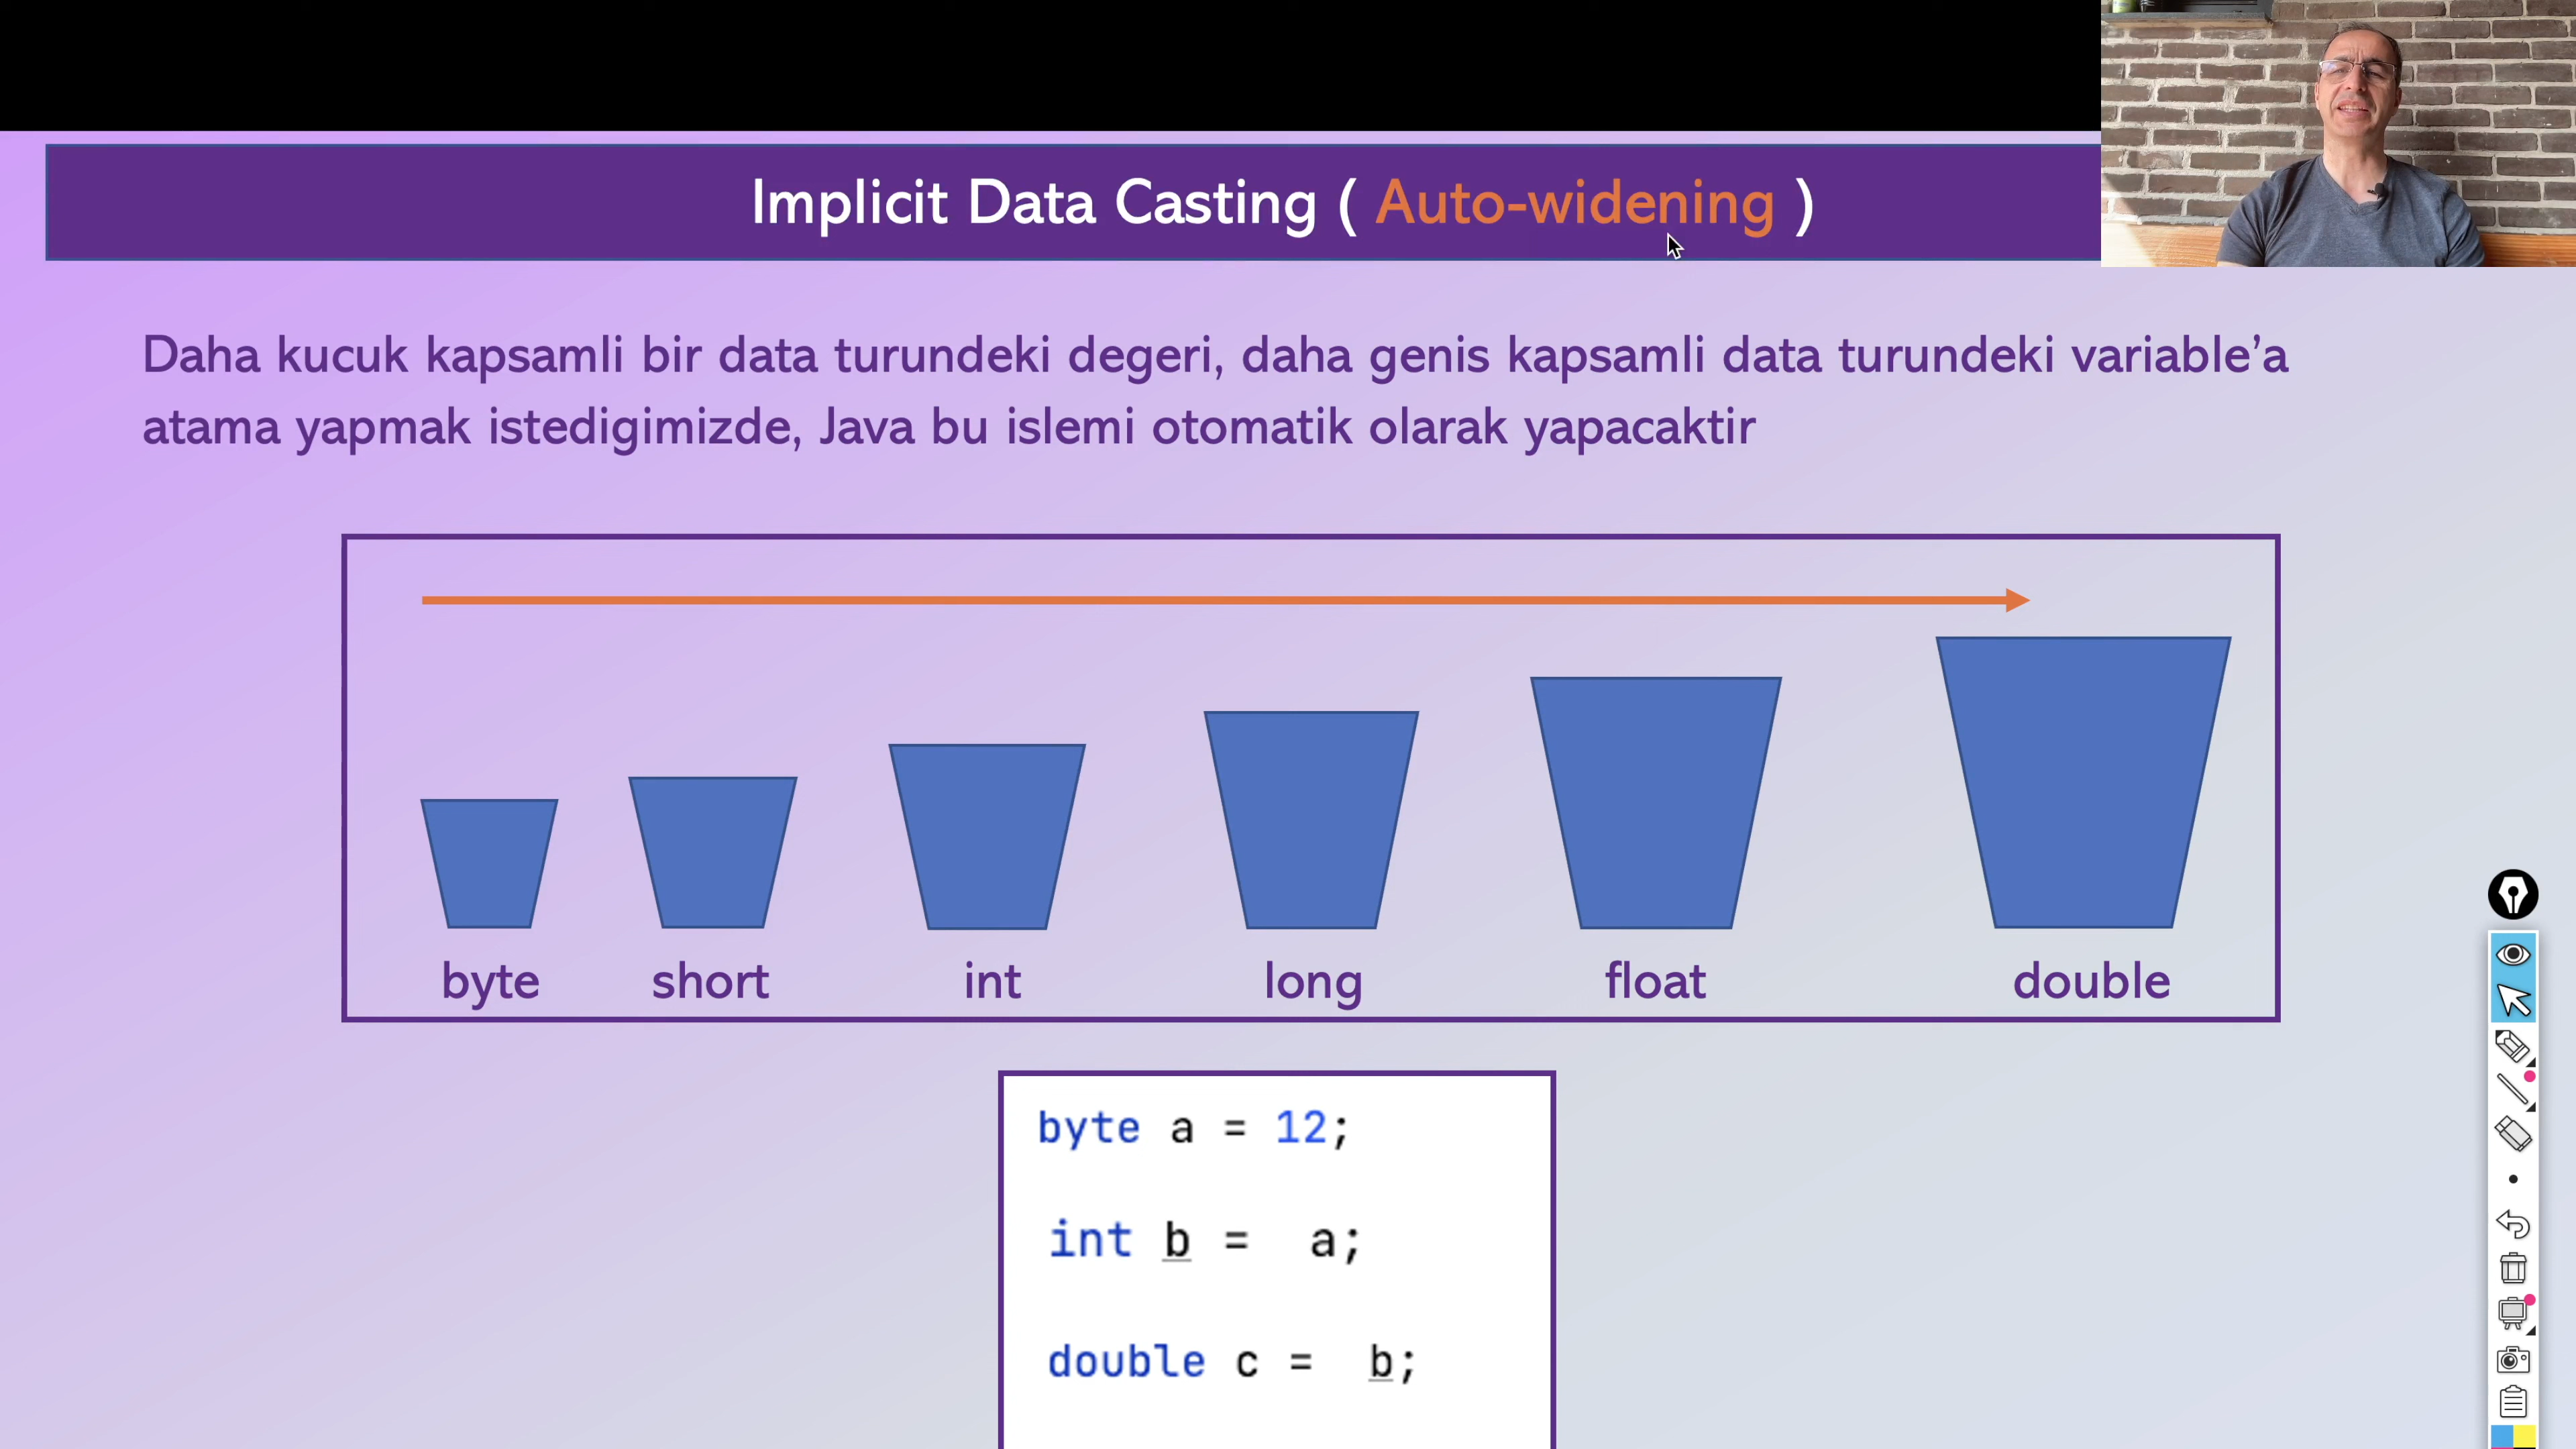 Implicit Data Casting ( Auto-widening )
Daha kucuk kapsamli bir data turundeki degeri, daha genis kapsamli data turundeki variable’a
atama yapmak istedigimizde, Java bu islemi otomatik olarak yapacaktir
byte short int long float double
byte a = 12;
int b = a;
double c = b;